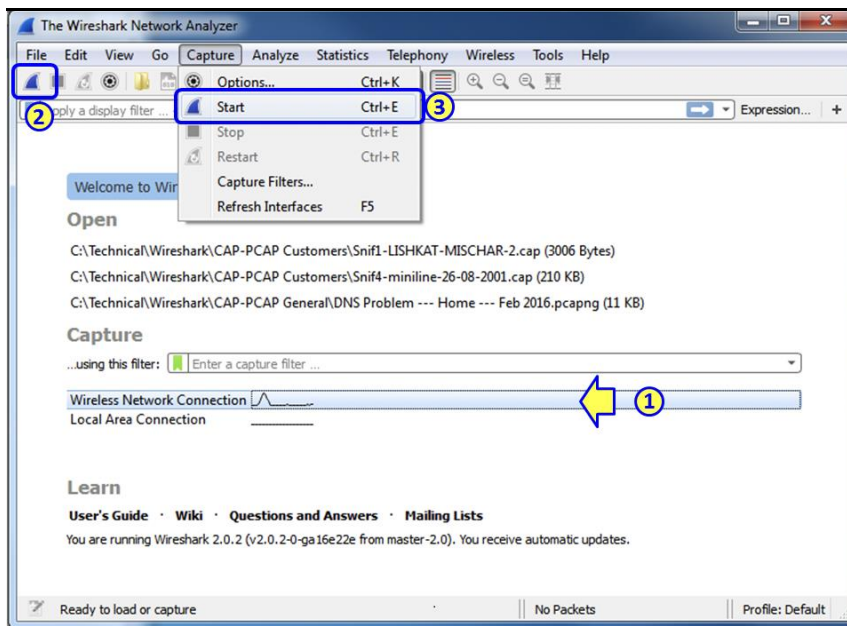 The Wireshark Network Analyzer
File Edit View Go Capture Analyze Statistics Telephony Wireless Tools Help
2
ply a display filter ...
Expression... +
Options... Ctrl+K
Start Ctrl+E
3
Stop Ctrl+E
Restart Ctrl+R
Capture Filters...
Refresh Interfaces F5
Welcome to Wir
Open
C:\Technical\Wireshark\CAP-PCAP Customers\Snif1-LISHKAT-MISCHAR-2.cap (3006 Bytes)
C:\Technical\Wireshark\CAP-PCAP Customers\Snif4-miniline-26-08-2001.cap (210 KB)
C:\Technical\Wireshark\CAP-PCAP General\DNS Problem --- Home --- Feb 2016.pcapng (11 KB)
Capture
...using this filter: Enter a capture filter ...
Wireless Network Connection
1
Local Area Connection
Learn
User's Guide · Wiki · Questions and Answers · Mailing Lists
You are running Wireshark 2.0.2 (v2.0.2-0-ga16e22e from master-2.0). You receive automatic updates.
Ready to load or capture No Packets Profile: Default